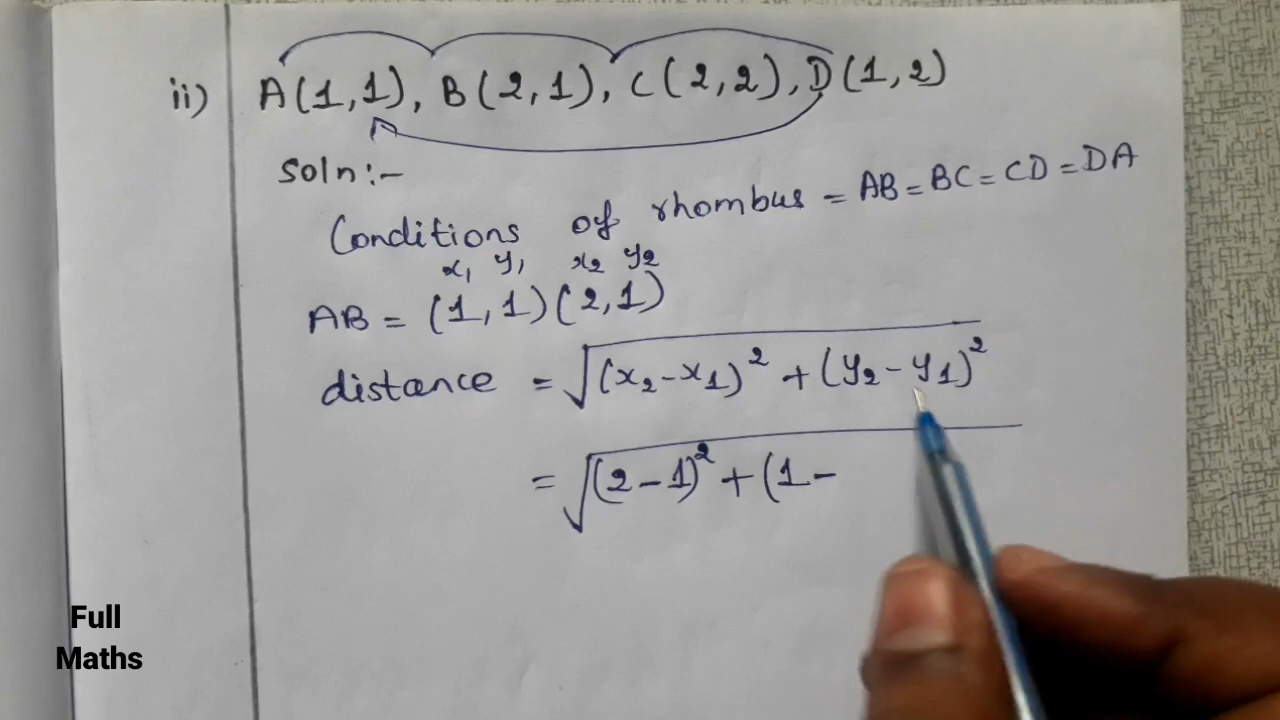 ii) A(1,1), B(2,1), C(2,2), D(1,2)
Soln:-
Conditions of rhombus = AB = BC = CD = DA
x₁ y₁ x₂ y₂
AB = (1,1)(2,1)
distance = √(x₂-x₁)² + (y₂-y₁)²
= √(2-1)² + (1-
Full
Maths